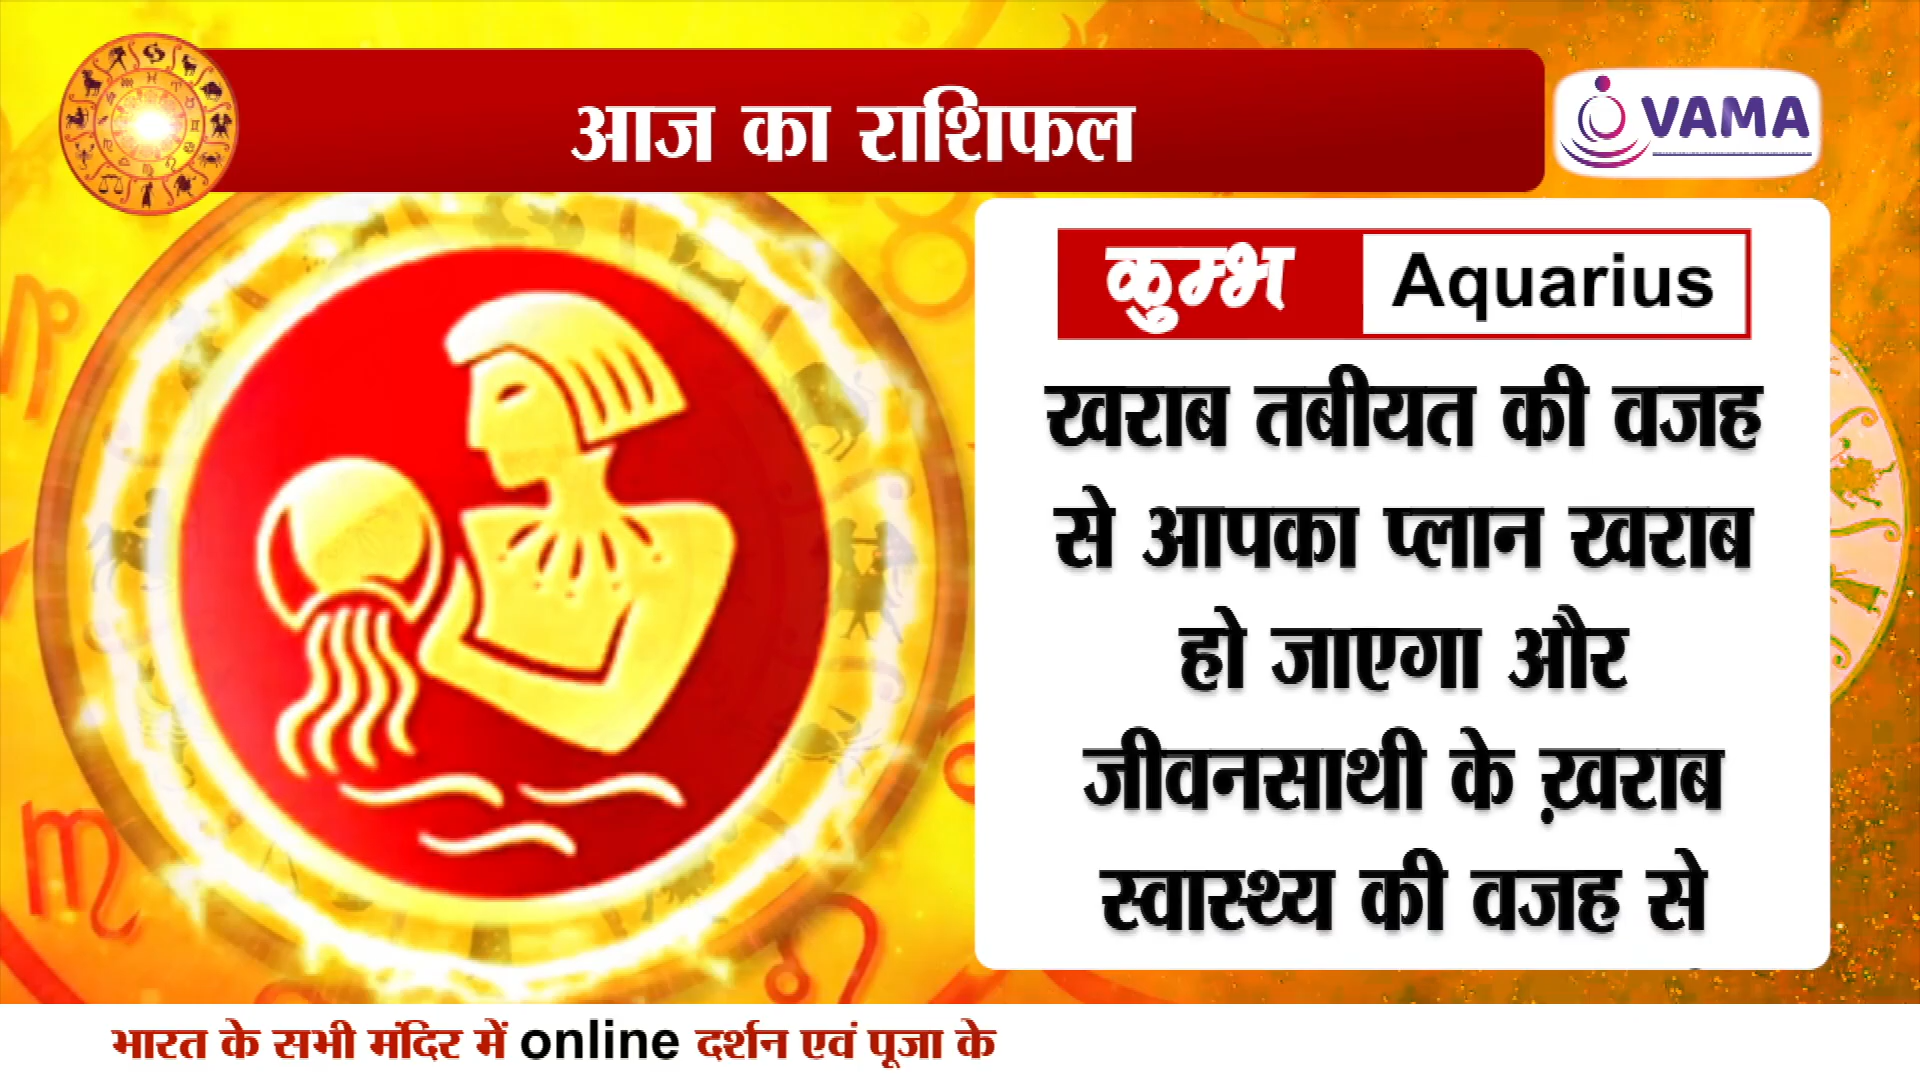 आज का राशिफल
VAMA
कुम्भ Aquarius
खराब तबीयत की वजह
से आपका प्लान खराब
हो जाएगा और
जीवनसाथी के ख़राब
स्वास्थ्य की वजह से
भारत के सभी मंदिर में online दर्शन एवं पूजा के